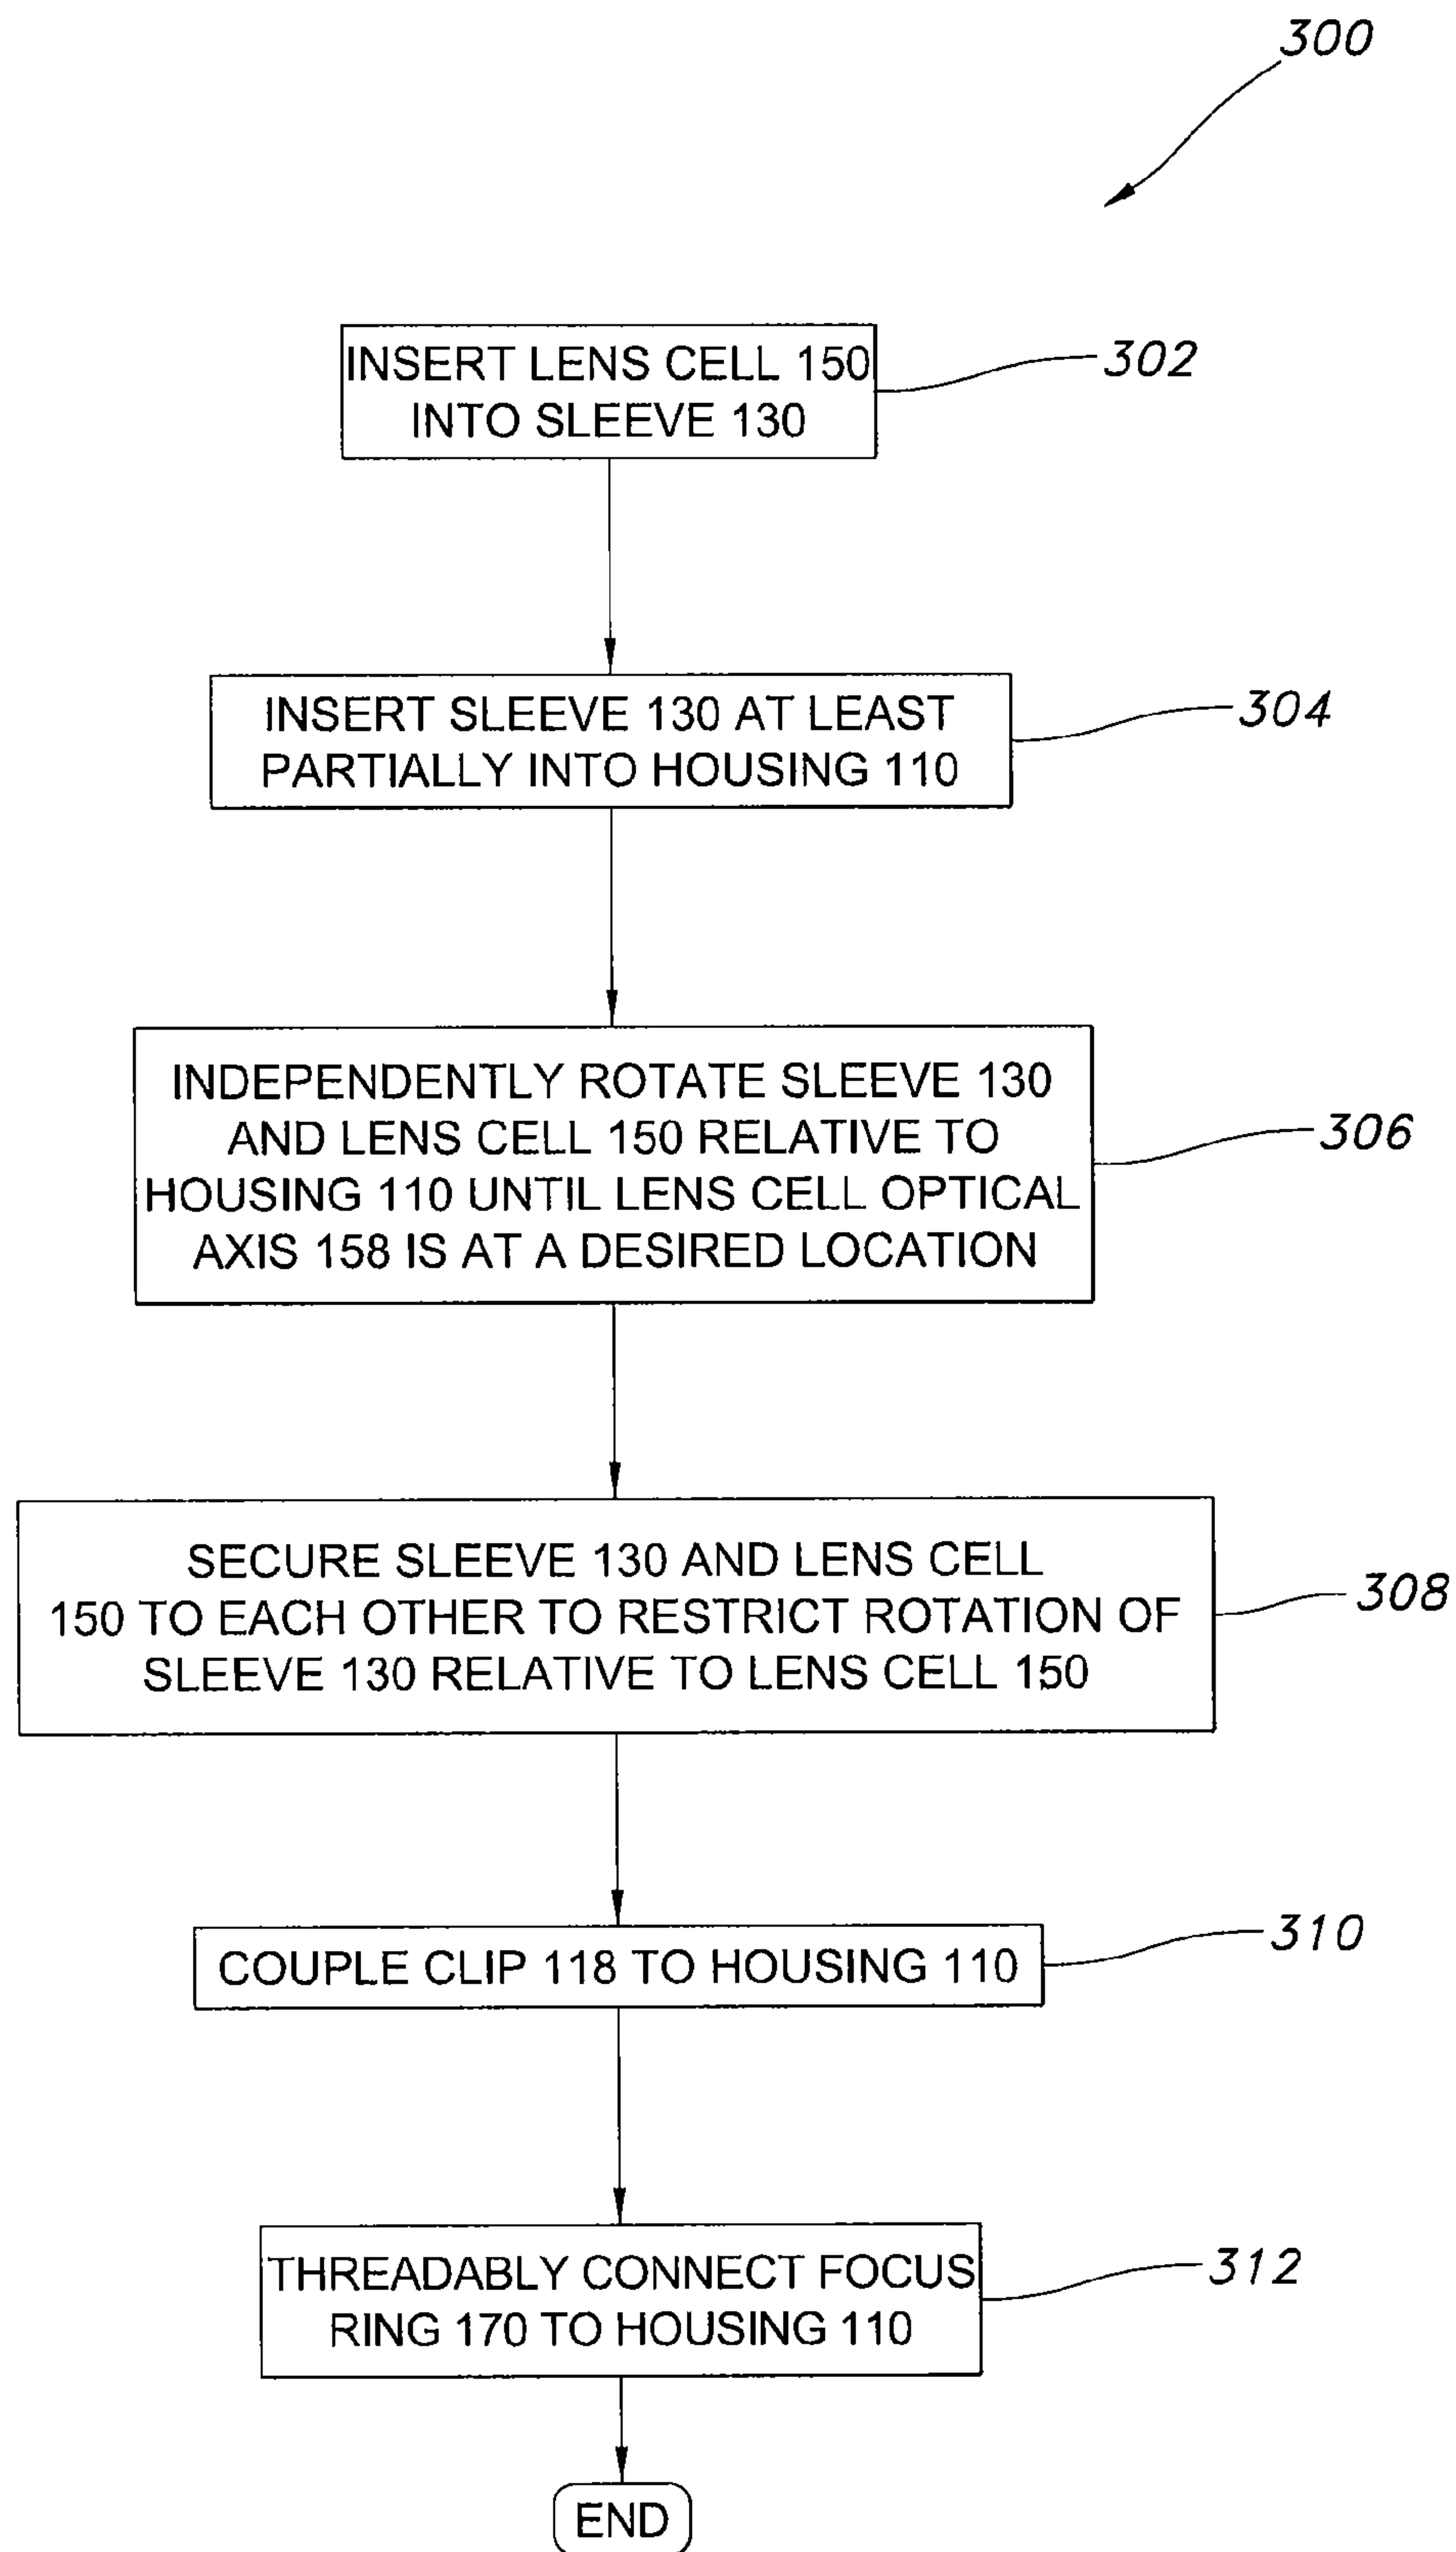 300
INSERT LENS CELL 150
INTO SLEEVE 130
302
INSERT SLEEVE 130 AT LEAST
PARTIALLY INTO HOUSING 110
304
INDEPENDENTLY ROTATE SLEEVE 130
AND LENS CELL 150 RELATIVE TO
HOUSING 110 UNTIL LENS CELL OPTICAL
AXIS 158 IS AT A DESIRED LOCATION
306
SECURE SLEEVE 130 AND LENS CELL
150 TO EACH OTHER TO RESTRICT ROTATION OF
SLEEVE 130 RELATIVE TO LENS CELL 150
308
COUPLE CLIP 118 TO HOUSING 110
310
THREADABLY CONNECT FOCUS
RING 170 TO HOUSING 110
312
END